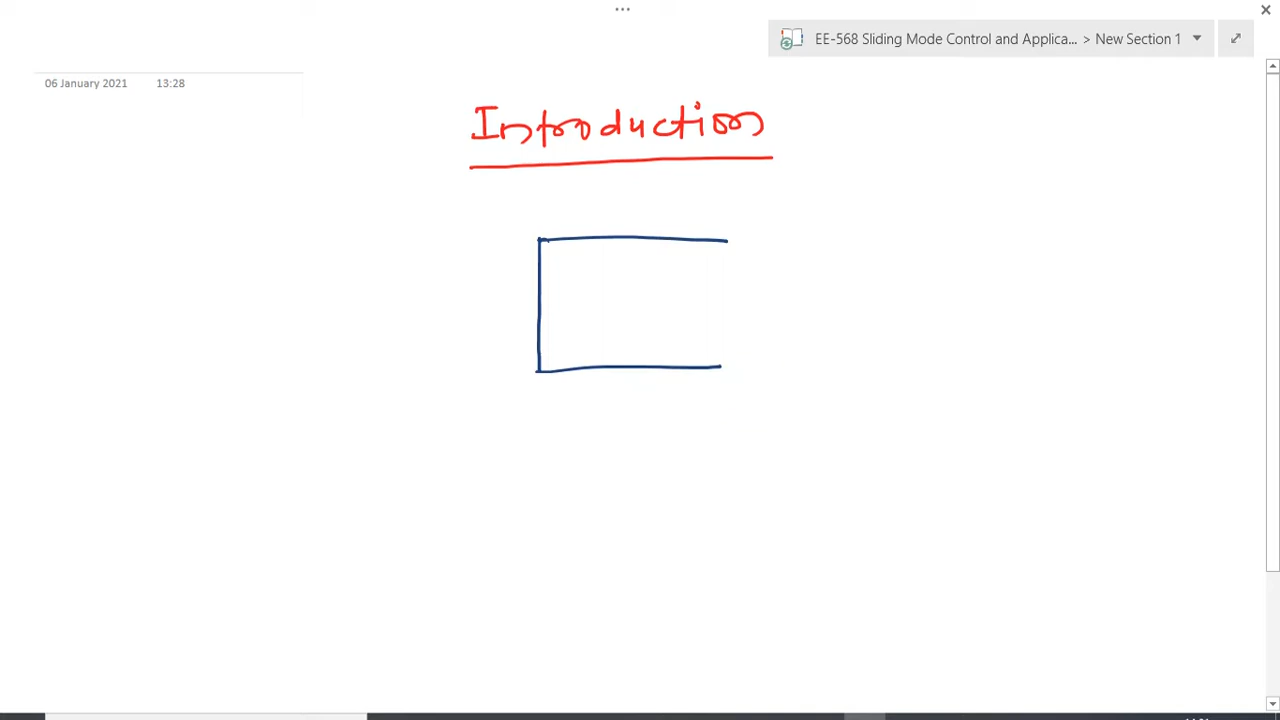 EE-568 Sliding Mode Control and Applica... > New Section 1
06 January 2021 13:28
Introduction